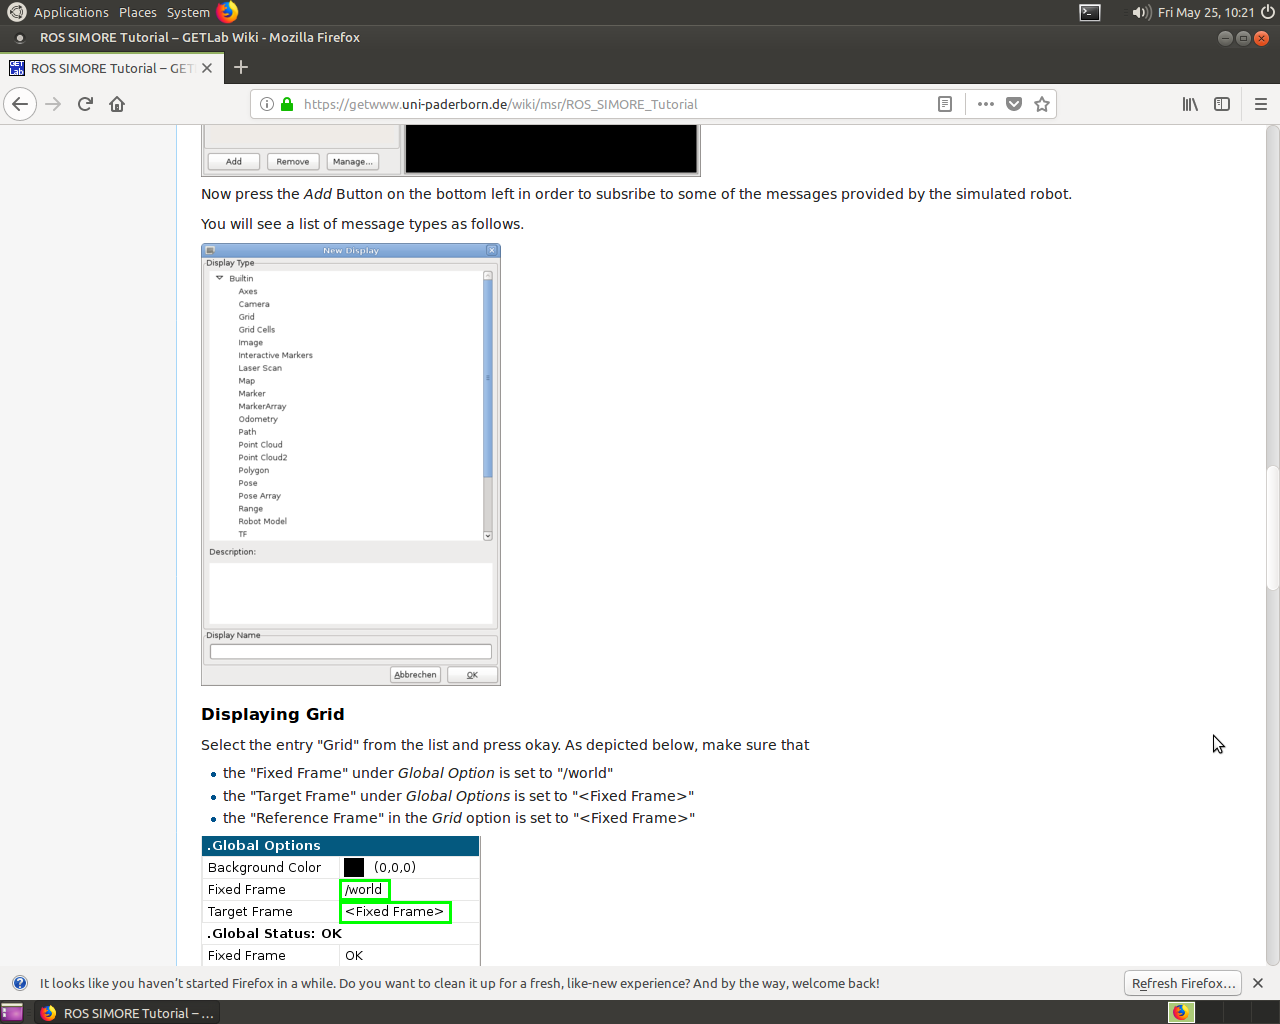 Applications Places System Fri May 25, 10:21
ROS SIMORE Tutorial – GETLab Wiki - Mozilla Firefox
GET Lab ROS SIMORE Tutorial – GET
https://getwww.uni-paderborn.de/wiki/msr/ROS_SIMORE_Tutorial
Add Remove Manage...
Now press the Add Button on the bottom left in order to subsribe to some of the messages provided by the simulated robot.
You will see a list of message types as follows.
New Display
Display Type
Builtin
Axes
Camera
Grid
Grid Cells
Image
Interactive Markers
Laser Scan
Map
Marker
MarkerArray
Odometry
Path
Point Cloud
Point Cloud2
Polygon
Pose
Pose Array
Range
Robot Model
TF
Description:
Display Name
Abbrechen OK
Displaying Grid
Select the entry "Grid" from the list and press okay. As depicted below, make sure that
the "Fixed Frame" under Global Option is set to "/world"
the "Target Frame" under Global Options is set to "<Fixed Frame>"
the "Reference Frame" in the Grid option is set to "<Fixed Frame>"
.Global Options
Background Color (0,0,0)
Fixed Frame /world
Target Frame <Fixed Frame>
.Global Status: OK
Fixed Frame OK
It looks like you haven't started Firefox in a while. Do you want to clean it up for a fresh, like-new experience? And by the way, welcome back! Refresh Firefox...
ROS SIMORE Tutorial – ...